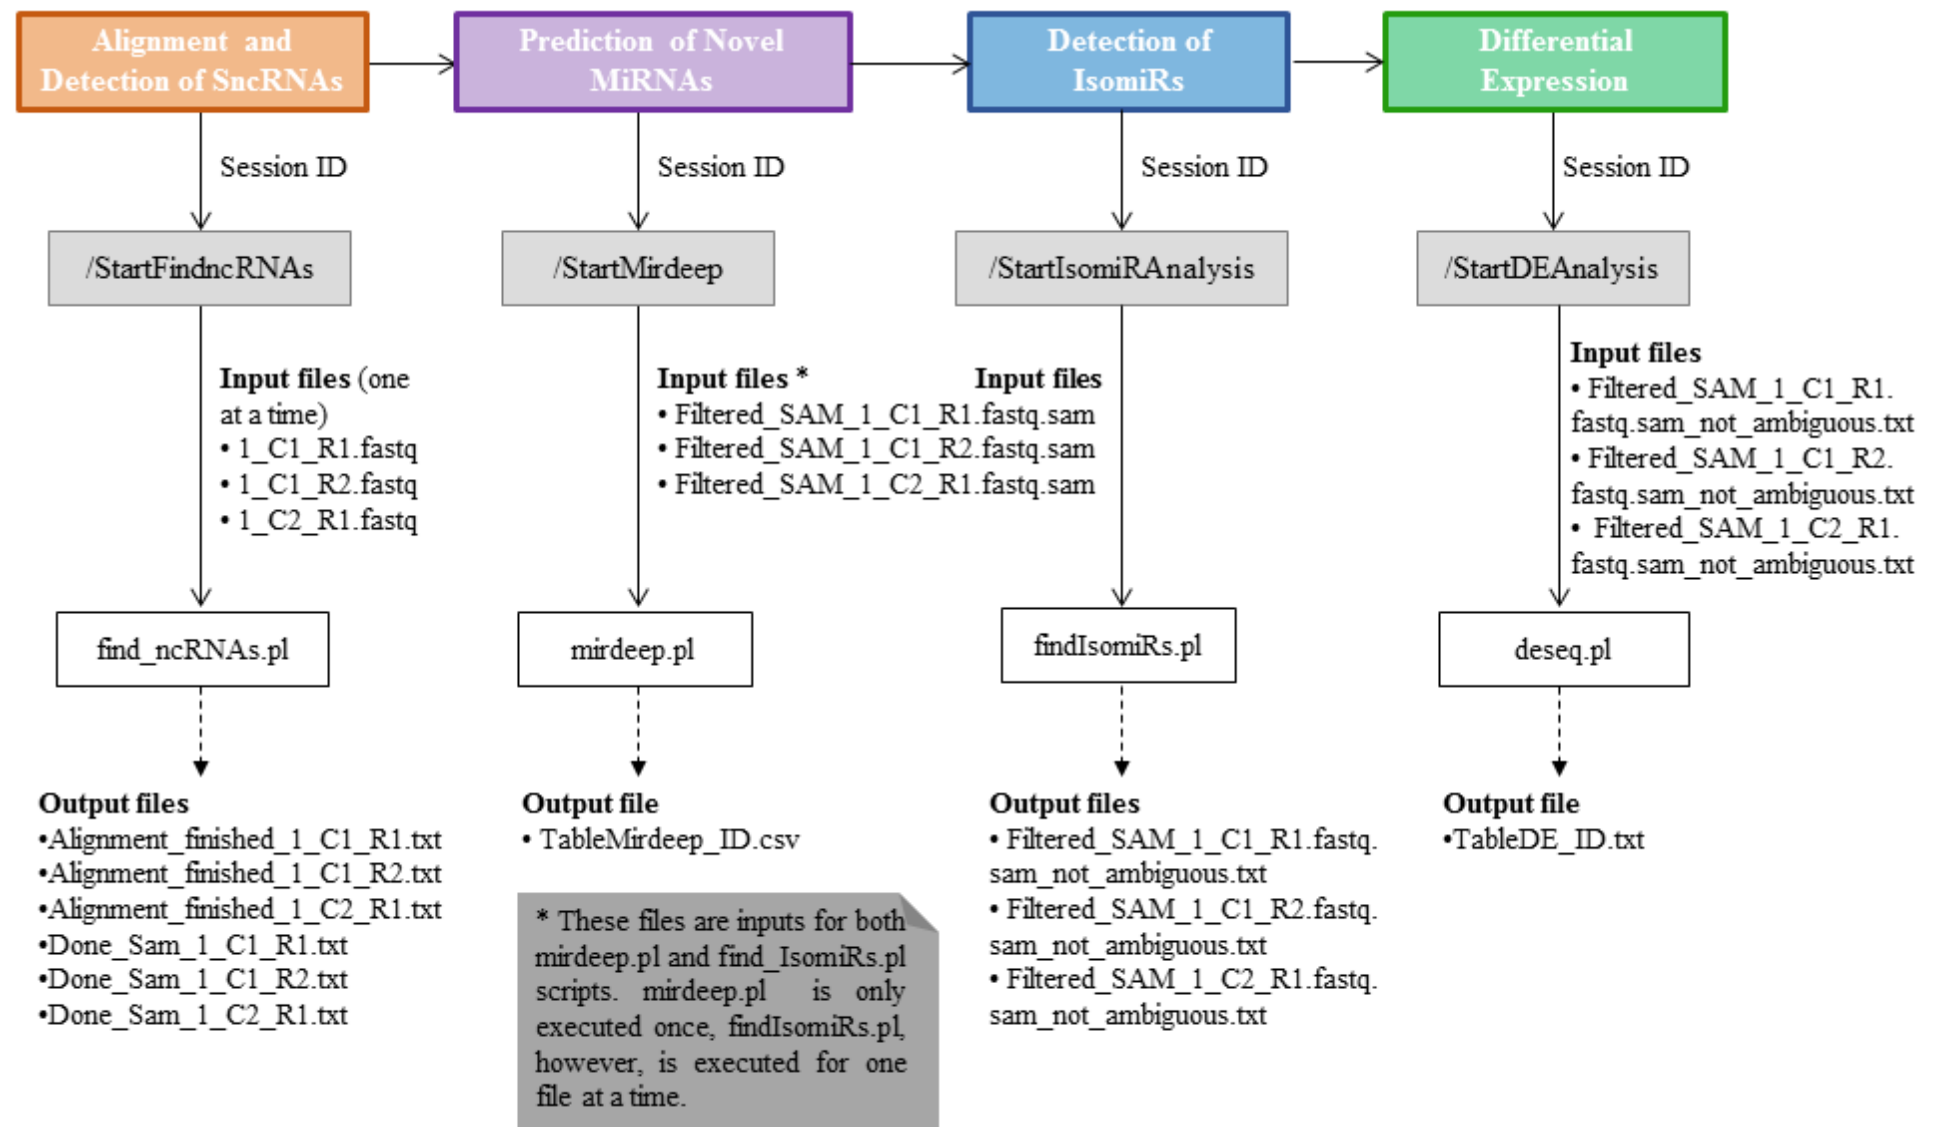 Alignment and
Detection of SncRNAs
Prediction of Novel
MiRNAs
Detection of
IsomiRs
Differential
Expression
Session ID
Session ID
Session ID
Session ID
/StartFindncRNAs
/StartMirdeep
/StartIsomiRAnalysis
/StartDEAnalysis
Input files (one
at a time)
• 1_C1_R1.fastq
• 1_C1_R2.fastq
• 1_C2_R1.fastq
Input files *
Input files
• Filtered_SAM_1_C1_R1.fastq.sam
• Filtered_SAM_1_C1_R2.fastq.sam
• Filtered_SAM_1_C2_R1.fastq.sam
Input files
• Filtered_SAM_1_C1_R1.
fastq.sam_not_ambiguous.txt
• Filtered_SAM_1_C1_R2.
fastq.sam_not_ambiguous.txt
• Filtered_SAM_1_C2_R1.
fastq.sam_not_ambiguous.txt
find_ncRNAs.pl
mirdeep.pl
findIsomiRs.pl
deseq.pl
Output files
•Alignment_finished_1_C1_R1.txt
•Alignment_finished_1_C1_R2.txt
•Alignment_finished_1_C2_R1.txt
•Done_Sam_1_C1_R1.txt
•Done_Sam_1_C1_R2.txt
•Done_Sam_1_C2_R1.txt
Output file
• TableMirdeep_ID.csv
* These files are inputs for both
mirdeep.pl and find_IsomiRs.pl
scripts. mirdeep.pl is only
executed once, findIsomiRs.pl,
however, is executed for one
file at a time.
Output files
• Filtered_SAM_1_C1_R1.fastq.
sam_not_ambiguous.txt
• Filtered_SAM_1_C1_R2.fastq.
sam_not_ambiguous.txt
• Filtered_SAM_1_C2_R1.fastq.
sam_not_ambiguous.txt
Output file
•TableDE_ID.txt